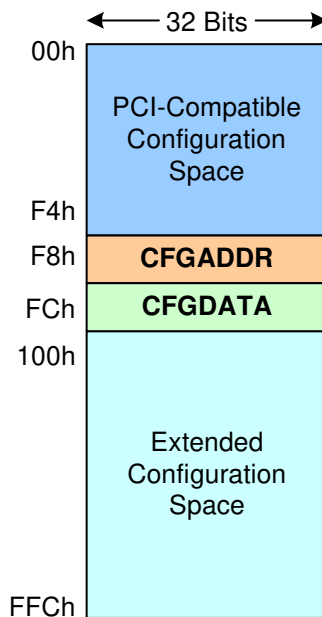 32 Bits
00h
PCI-Compatible
Configuration
Space
F4h
F8h
CFGADDR
FCh
CFGDATA
100h
Extended
Configuration
Space
FFCh